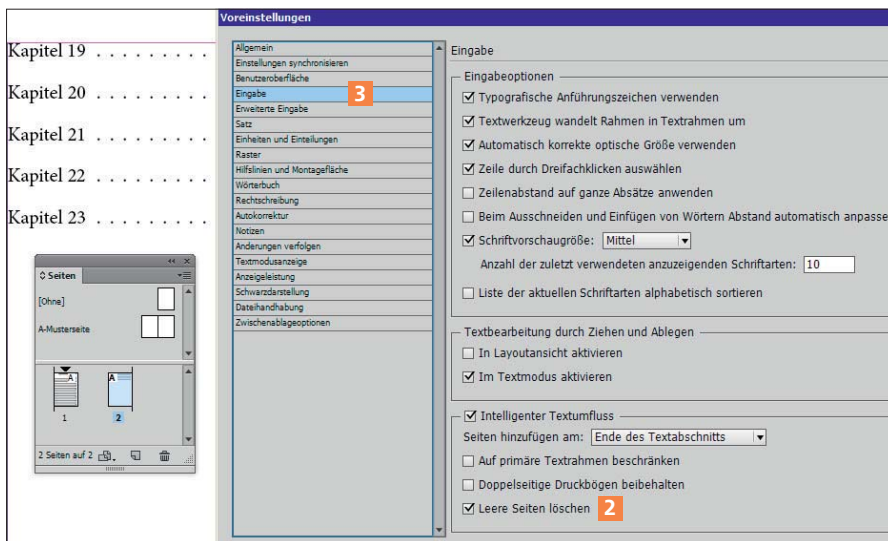 Kapitel 19 . . . . . . . . .
Kapitel 20 . . . . . . . . .
Kapitel 21 . . . . . . . . .
Kapitel 22 . . . . . . . . .
Kapitel 23 . . . . . . . . .
Seiten
[Ohne]
A-Musterseite
A
A
1
2
2 Seiten auf 2
Voreinstellungen
Allgemein
Einstellungen synchronisieren
Benutzeroberfläche
Eingabe
3
Erweiterte Eingabe
Satz
Einheiten und Einteilungen
Raster
Hilfslinien und Montagefläche
Wörterbuch
Rechtschreibung
Autokorrektur
Notizen
Änderungen verfolgen
Textmodusanzeige
Anzeigeleistung
Schwarzdarstellung
Dateihandhabung
Zwischenablageoptionen
Eingabe
Eingabeoptionen
Typografische Anführungszeichen verwenden
Textwerkzeug wandelt Rahmen in Textrahmen um
Automatisch korrekte optische Größe verwenden
Zeile durch Dreifachklicken auswählen
Zeilenabstand auf ganze Absätze anwenden
Beim Ausschneiden und Einfügen von Wörtern Abstand automatisch anpasse
Schriftvorschaugröße: Mittel
Anzahl der zuletzt verwendeten anzuzeigenden Schriftarten: 10
Liste der aktuellen Schriftarten alphabetisch sortieren
Textbearbeitung durch Ziehen und Ablegen
In Layoutansicht aktivieren
Im Textmodus aktivieren
Intelligenter Textumfluss
Seiten hinzufügen am: Ende des Textabschnitts
Auf primäre Textrahmen beschränken
Doppelseitige Druckbögen beibehalten
Leere Seiten löschen 2